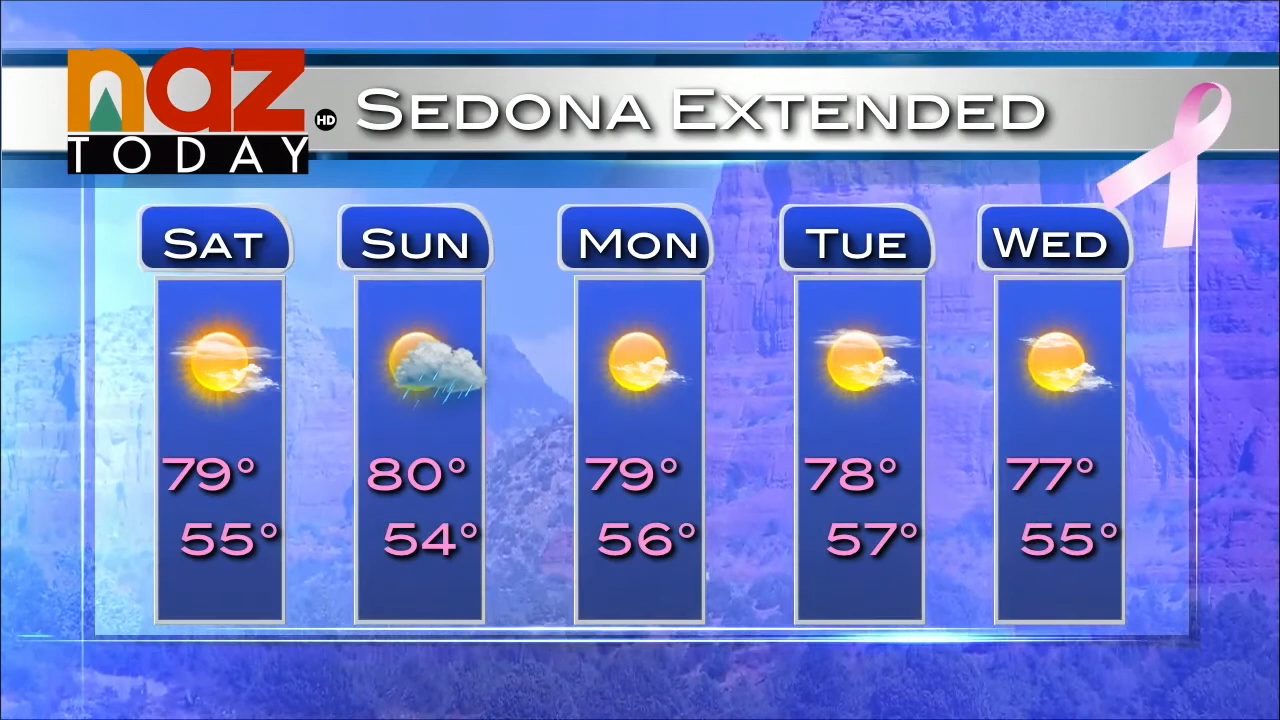 naz
TODAY
HD
SEDONA EXTENDED
SAT SUN MON TUE WED
79° 80° 79° 78° 77°
55° 54° 56° 57° 55°